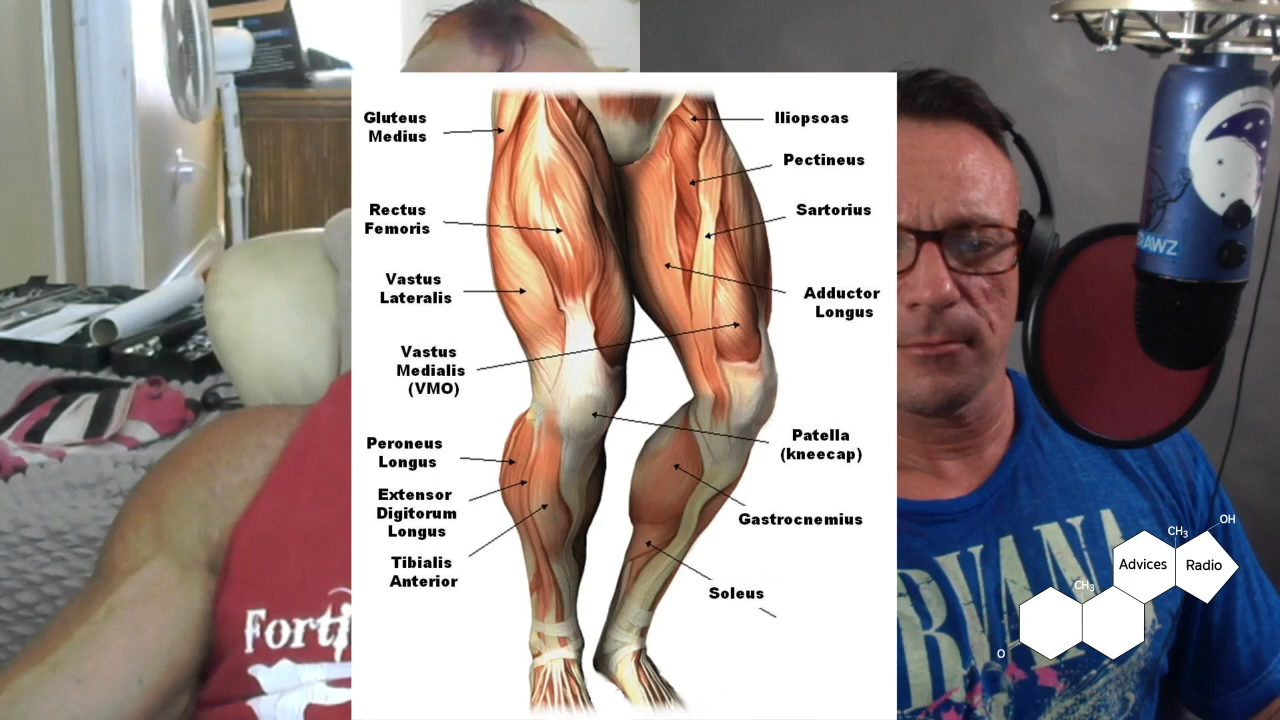 Gluteus
Medius
Rectus
Femoris
Vastus
Lateralis
Vastus
Medialis
(VMO)
Peroneus
Longus
Extensor
Digitorum
Longus
Tibialis
Anterior
Iliopsoas
Pectineus
Sartorius
Adductor
Longus
Patella
(kneecap)
Gastrocnemius
Soleus
Forti
RVANA
CH3
OH
Advices
Radio
CH3
O